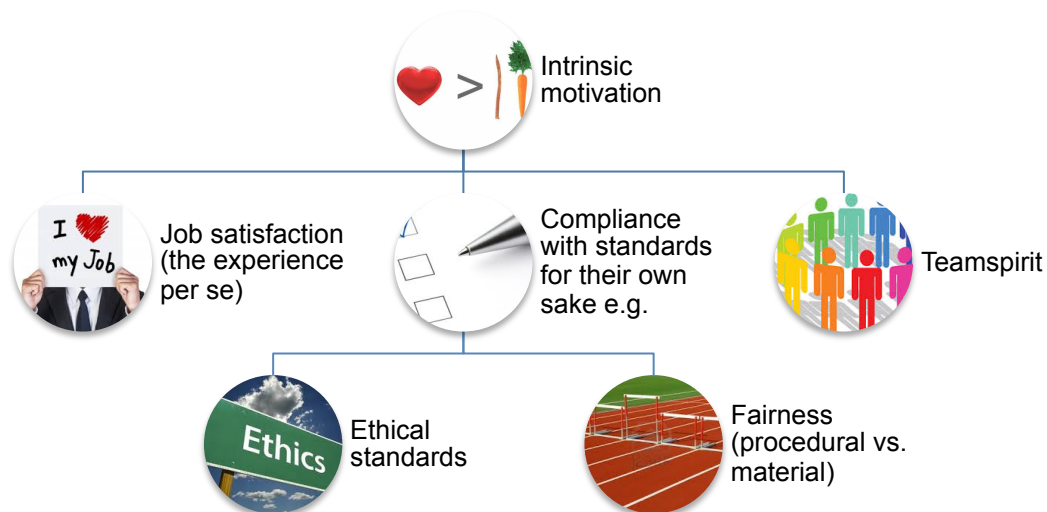 >
Intrinsic
motivation
I ❤
my Job
Job satisfaction
(the experience
per se)
Compliance
with standards
for their own
sake e.g.
Teamspirit
Ethics
Ethical
standards
Fairness
(procedural vs.
material)